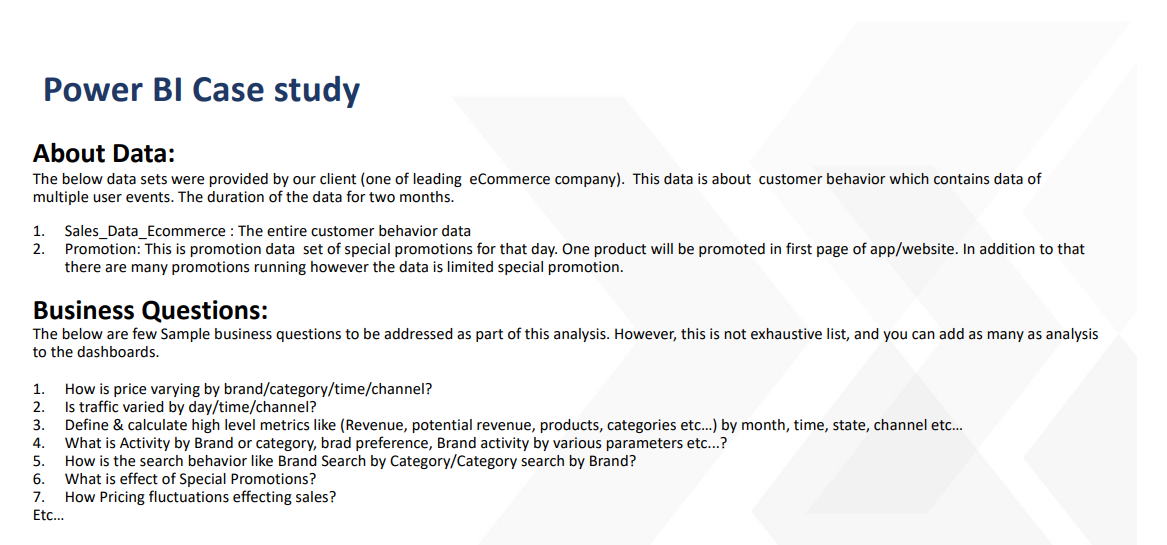 Power BI Case study
About Data:
The below data sets were provided by our client (one of leading eCommerce company). This data is about customer behavior which contains data of
multiple user events. The duration of the data for two months.
1. Sales_Data_Ecommerce : The entire customer behavior data
2. Promotion: This is promotion data set of special promotions for that day. One product will be promoted in first page of app/website. In addition to that
there are many promotions running however the data is limited special promotion.
Business Questions:
The below are few Sample business questions to be addressed as part of this analysis. However, this is not exhaustive list, and you can add as many as analysis
to the dashboards.
1. How is price varying by brand/category/time/channel?
2. Is traffic varied by day/time/channel?
3. Define & calculate high level metrics like (Revenue, potential revenue, products, categories etc...) by month, time, state, channel etc...
4. What is Activity by Brand or category, brad preference, Brand activity by various parameters etc...?
5. How is the search behavior like Brand Search by Category/Category search by Brand?
6. What is effect of Special Promotions?
7. How Pricing fluctuations effecting sales?
Etc...